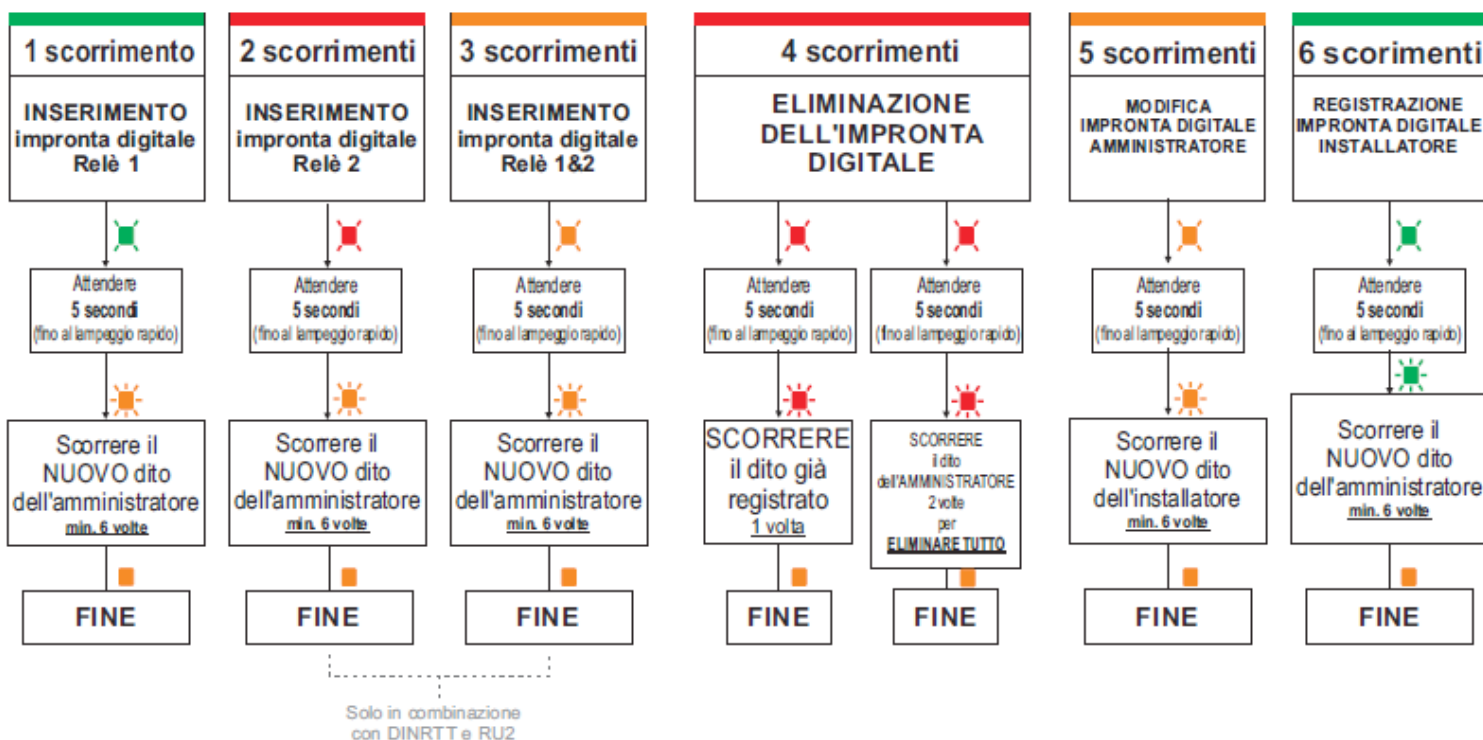 1 scorrimento
INSERIMENTO
impronta digitale
Relè 1
Attendere
5 secondi
(fino al lampeggio rapido)
Scorrere il
NUOVO dito
dell'amministratore
min. 6 volte
FINE
2 scorrimenti
INSERIMENTO
impronta digitale
Relè 2
Attendere
5 secondi
(fino al lampeggio rapido)
Scorrere il
NUOVO dito
dell'amministratore
min. 6 volte
FINE
3 scorrimenti
INSERIMENTO
impronta digitale
Relè 1&2
Attendere
5 secondi
(fino al lampeggio rapido)
Scorrere il
NUOVO dito
dell'amministratore
min. 6 volte
FINE
Solo in combinazione
con DINRTT e RU2
4 scorrimenti
ELIMINAZIONE
DELL'IMPRONTA
DIGITALE
Attendere
5 secondi
(fino al lampeggio rapido)
SCORRERE
il dito già
registrato
1 volta
FINE
Attendere
5 secondi
(fino al lampeggio rapido)
SCORRERE
il dito
dell'AMMINISTRATORE
2 volte
per
ELIMINARE TUTTO
FINE
5 scorrimenti
MODIFICA
IMPRONTA DIGITALE
AMMINISTRATORE
Attendere
5 secondi
(fino al lampeggio rapido)
Scorrere il
NUOVO dito
dell'installatore
min. 6 volte
FINE
6 scorimenti
REGISTRAZIONE
IMPRONTA DIGITALE
INSTALLATORE
Attendere
5 secondi
(fino al lampeggio rapido)
Scorrere il
NUOVO dito
dell'amministratore
min. 6 volte
FINE